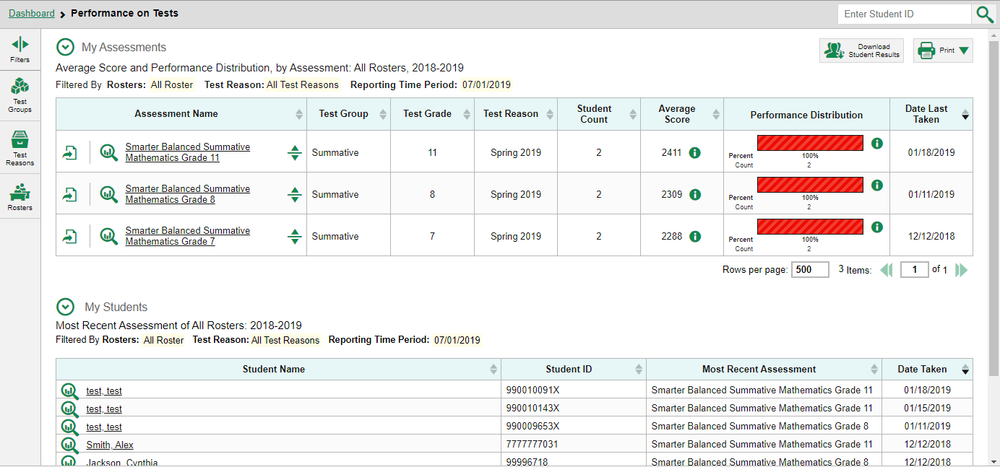 Dashboard > Performance on Tests
Enter Student ID
Filters
Test
Groups
Test
Reasons
Rosters
My Assessments
Download
Student Results
Print
Average Score and Performance Distribution, by Assessment: All Rosters, 2018-2019
Filtered By Rosters: All Roster Test Reason: All Test Reasons Reporting Time Period: 07/01/2019
Assessment Name Test Group Test Grade Test Reason Student Count Average Score Performance Distribution Date Last Taken
Smarter Balanced Summative
Mathematics Grade 11
Summative 11 Spring 2019 2 2411
Percent 100%
Count 2
01/18/2019
Smarter Balanced Summative
Mathematics Grade 8
Summative 8 Spring 2019 2 2309
Percent 100%
Count 2
01/11/2019
Smarter Balanced Summative
Mathematics Grade 7
Summative 7 Spring 2019 2 2288
Percent 100%
Count 2
12/12/2018
Rows per page: 500 3 Items: 1 of 1
My Students
Most Recent Assessment of All Rosters: 2018-2019
Filtered By Rosters: All Roster Test Reason: All Test Reasons Reporting Time Period: 07/01/2019
Student Name Student ID Most Recent Assessment Date Taken
test, test 990010091X Smarter Balanced Summative Mathematics Grade 11 01/18/2019
test, test 990010143X Smarter Balanced Summative Mathematics Grade 11 01/15/2019
test, test 990009653X Smarter Balanced Summative Mathematics Grade 8 01/11/2019
Smith, Alex 7777777031 Smarter Balanced Summative Mathematics Grade 11 12/12/2018
Jackson, Cynthia 99996718 Smarter Balanced Summative Mathematics Grade 8 12/12/2018